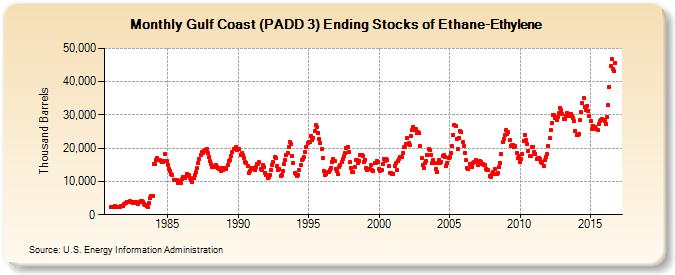 Monthly Gulf Coast (PADD 3) Ending Stocks of Ethane-Ethylene
Thousand Barrels
50,000
40,000
30,000
20,000
10,000
0
1985 1990 1995 2000 2005 2010 2015
Source: U.S. Energy Information Administration